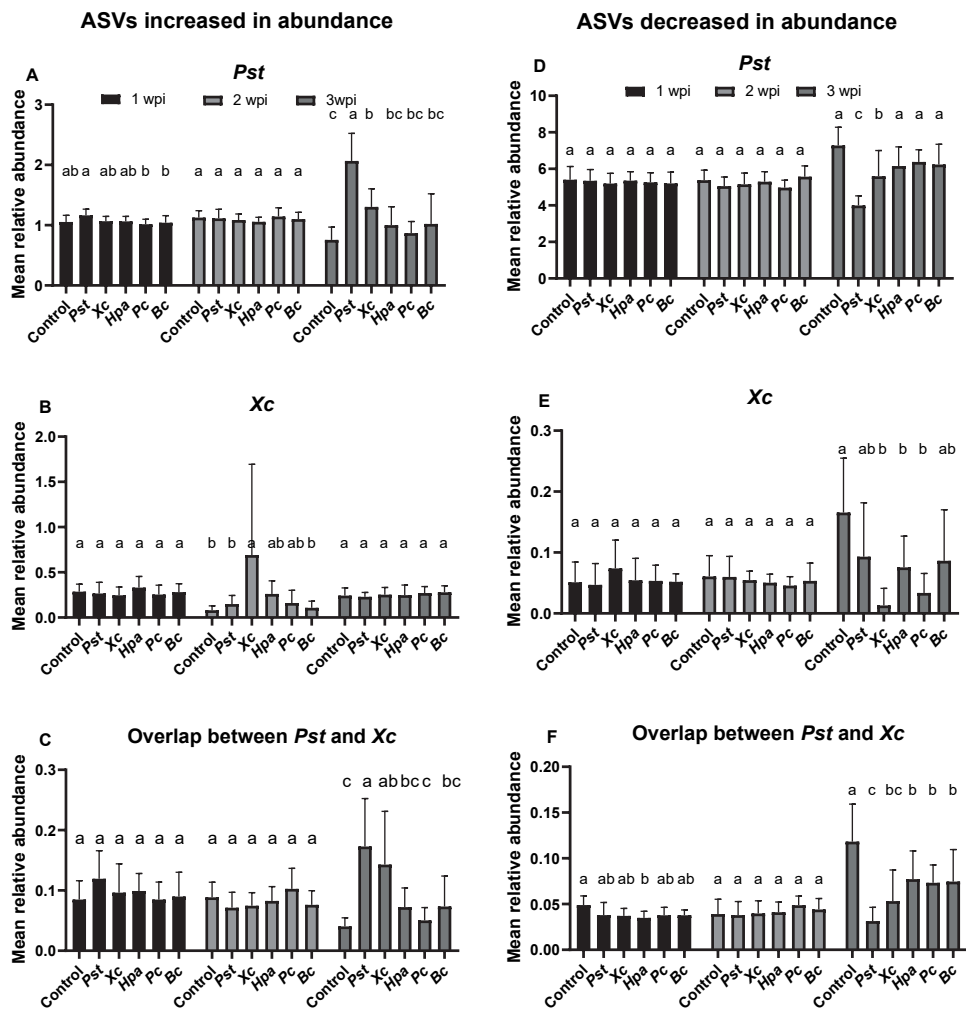 ASVs increased in abundance
ASVs decreased in abundance
A
Pst
1 wpi 2 wpi 3wpi
Mean relative abundance
3
2
1
0
ab a ab ab b b
a a a a a a
c a b bc bc bc
Control Pst Xc Hpa Pc Bc
Control Pst Xc Hpa Pc Bc
Control Pst Xc Hpa Pc Bc
D
Pst
1 wpi 2 wpi 3 wpi
Mean relative abundance
10
8
6
4
2
0
a a a a a a
a a a a a a
a c b a a a
Control Pst Xc Hpa Pc Bc
Control Pst Xc Hpa Pc Bc
Control Pst Xc Hpa Pc Bc
B
Xc
Mean relative abundance
2.0
1.5
1.0
0.5
0.0
a a a a a a
b b a ab ab b
a a a a a a
Control Pst Xc Hpa Pc Bc
Control Pst Xc Hpa Pc Bc
Control Pst Xc Hpa Pc Bc
E
Xc
Mean relative abundance
0.3
0.2
0.1
0.0
a a a a a a
a a a a a a
a ab b b b ab
Control Pst Xc Hpa Pc Bc
Control Pst Xc Hpa Pc Bc
Control Pst Xc Hpa Pc Bc
C
Overlap between Pst and Xc
Mean relative abundance
0.3
0.2
0.1
0.0
a a a a a a
a a a a a a
c a ab bc c bc
Control Pst Xc Hpa Pc Bc
Control Pst Xc Hpa Pc Bc
Control Pst Xc Hpa Pc Bc
F
Overlap between Pst and Xc
Mean relative abundance
0.20
0.15
0.10
0.05
0.00
a ab ab b ab ab
a a a a a a
a c bc b b b
Control Pst Xc Hpa Pc Bc
Control Pst Xc Hpa Pc Bc
Control Pst Xc Hpa Pc Bc